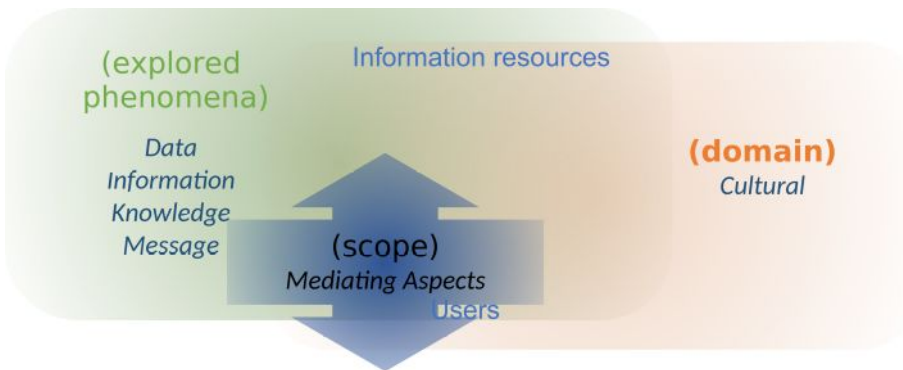 Information resources
(explored
phenomena)
Data
Information
Knowledge
Message
(domain)
Cultural
(scope)
Mediating Aspects
Users